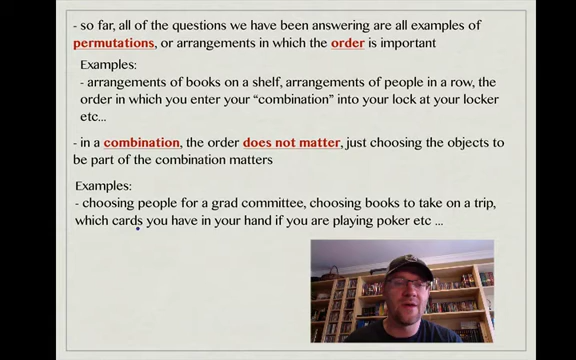 - so far, all of the questions we have been answering are all examples of
permutations, or arrangements in which the order is important
Examples:
- arrangements of books on a shelf, arrangements of people in a row, the
order in which you enter your “combination” into your lock at your locker
etc...
- in a combination, the order does not matter, just choosing the objects to
be part of the combination matters
Examples:
- choosing people for a grad committee, choosing books to take on a trip,
which cards you have in your hand if you are playing poker etc ...